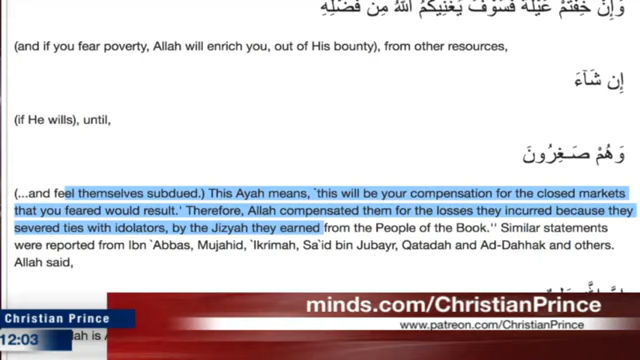 وَإِنْ خِفْتُمْ عَيْلَةً فَسَوْفَ يُغْنِيكُمُ اللَّهُ مِن فَضْلِهِ
(and if you fear poverty, Allah will enrich you, out of His bounty), from other resources,
إِن شَآءَ
(if He wills), until,
وَهُمْ صَـغِرُونَ
(...and feel themselves subdued.) This Ayah means, `this will be your compensation for the closed markets
that you feared would result.' Therefore, Allah compensated them for the losses they incurred because they
severed ties with idolators, by the Jizyah they earned from the People of the Book.'' Similar statements
were reported from Ibn `Abbas, Mujahid, `Ikrimah, Sa`id bin Jubayr, Qatadah and Ad-Dahhak and others.
Allah said,
minds.com/ChristianPrince
Christian Prince
www.patreon.com/ChristianPrince
12:03